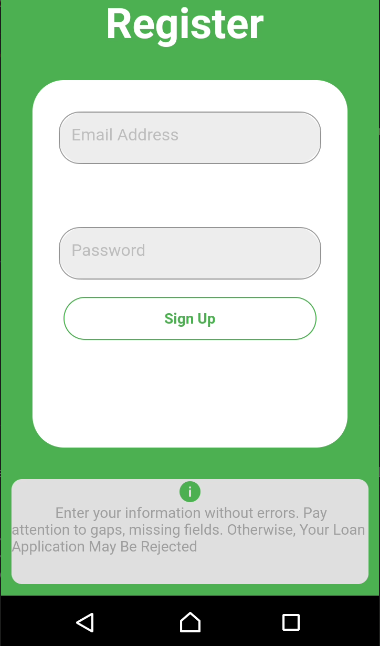 Register
Email Address
Password
Sign Up
i
Enter your information without errors. Pay
attention to gaps, missing fields. Otherwise, Your Loan
Application May Be Rejected